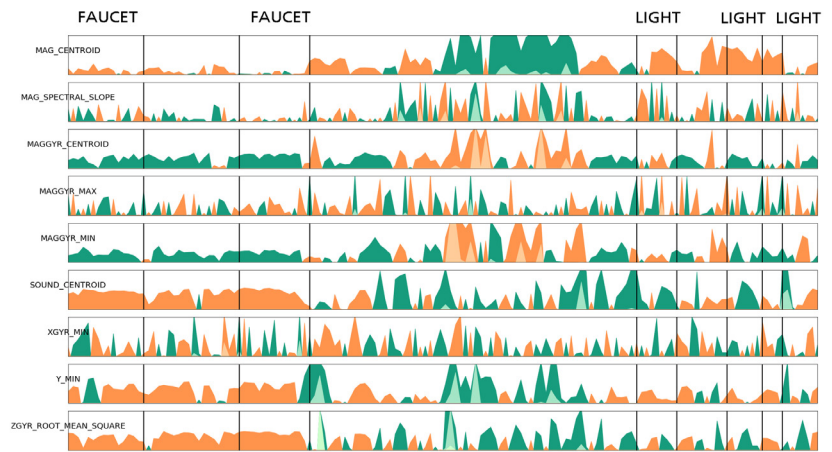 FAUCET FAUCET LIGHT LIGHT LIGHT
MAG_CENTROID
MAG_SPECTRAL_SLOPE
MAGGYR_CENTROID
MAGGYR_MAX
MAGGYR_MIN
SOUND_CENTROID
XGYR_MIN
Y_MIN
ZGYR_ROOT_MEAN_SQUARE